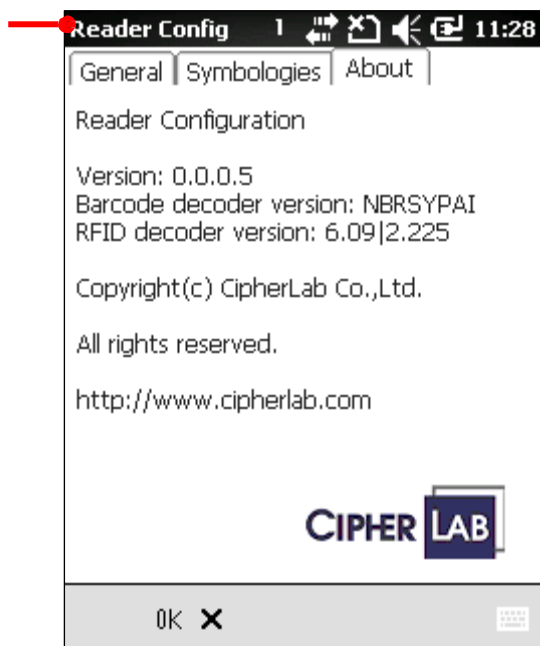 Reader Config 1 11:28
General Symbologies About
Reader Configuration
Version: 0.0.0.5
Barcode decoder version: NBRSYPAI
RFID decoder version: 6.09|2.225
Copyright(c) CipherLab Co.,Ltd.
All rights reserved.
http://www.cipherlab.com
CIPHER LAB
OK